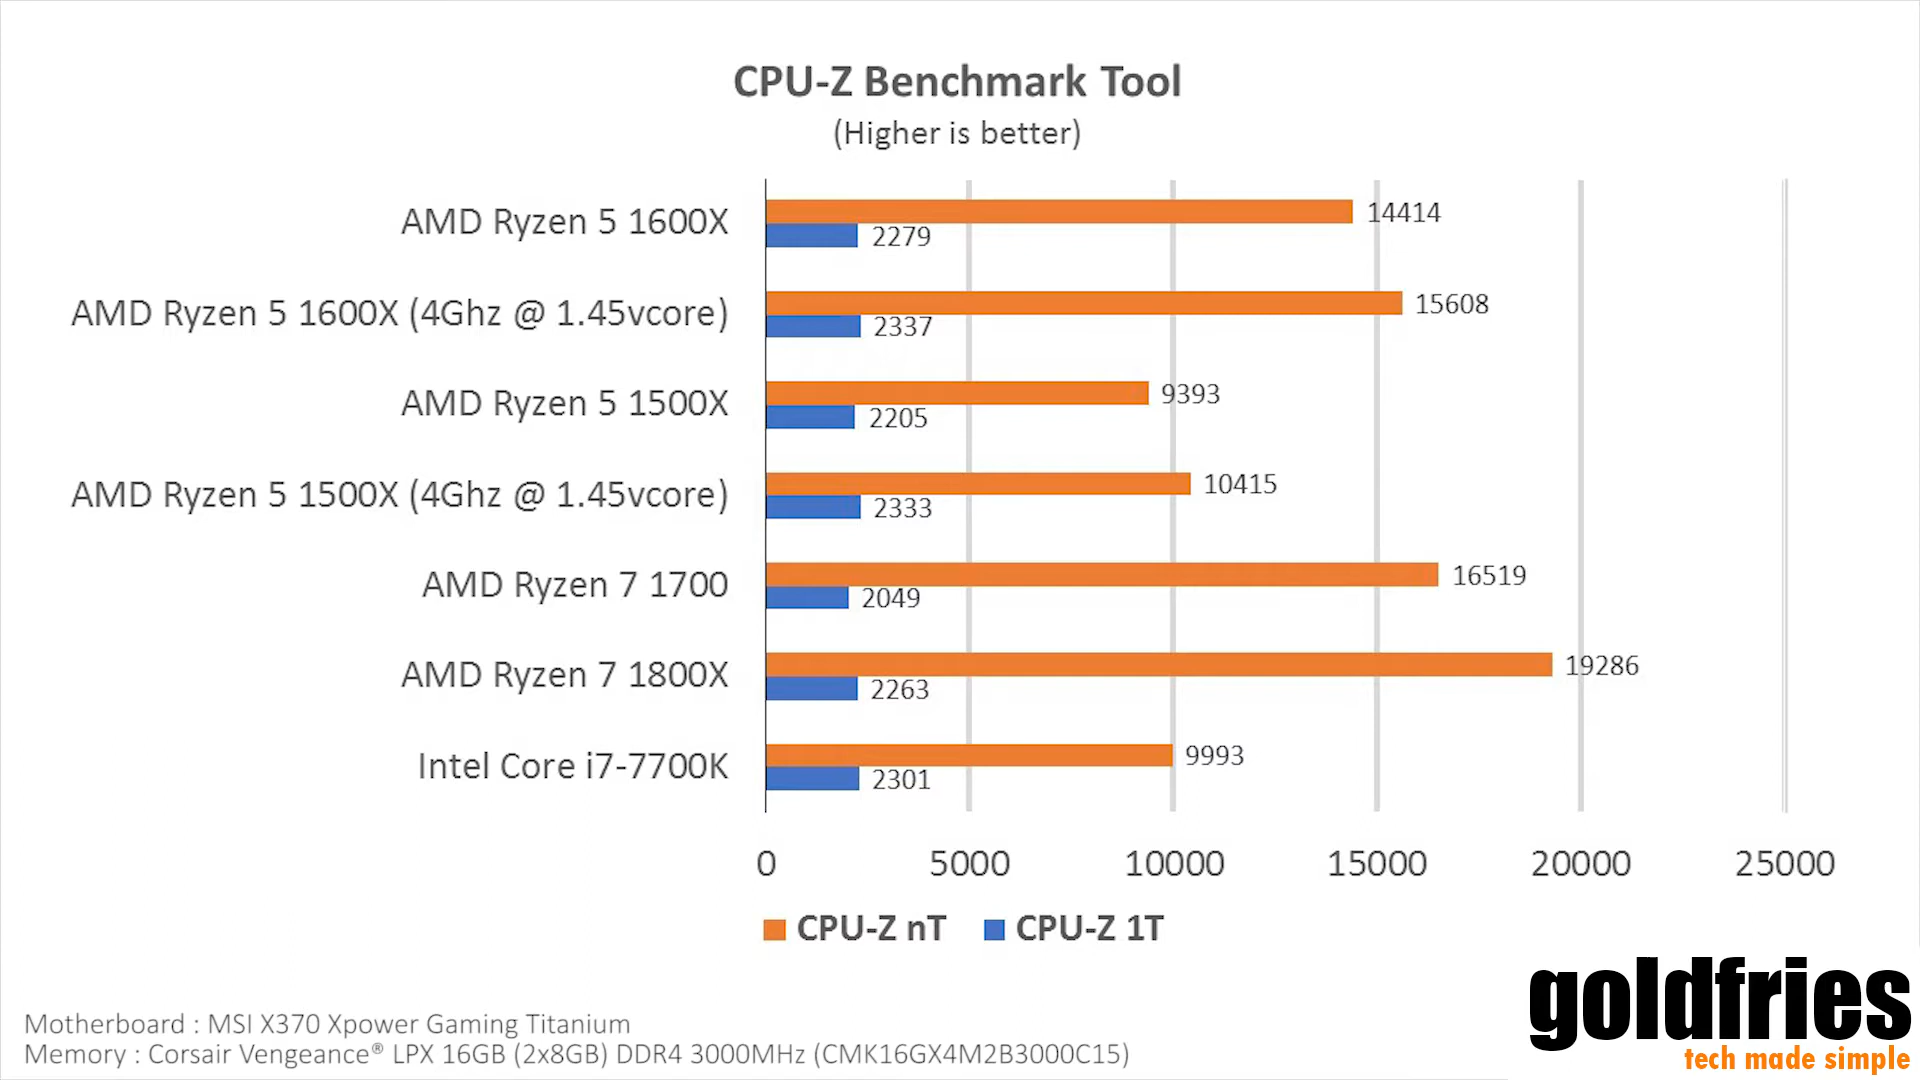 CPU-Z Benchmark Tool
(Higher is better)
AMD Ryzen 5 1600X
14414
2279
AMD Ryzen 5 1600X (4Ghz @ 1.45vcore)
15608
2337
AMD Ryzen 5 1500X
9393
2205
AMD Ryzen 5 1500X (4Ghz @ 1.45vcore)
10415
2333
AMD Ryzen 7 1700
16519
2049
AMD Ryzen 7 1800X
19286
2263
Intel Core i7-7700K
9993
2301
0 5000 10000 15000 20000 25000
CPU-Z nT CPU-Z 1T
Motherboard : MSI X370 Xpower Gaming Titanium
Memory : Corsair Vengeance® LPX 16GB (2x8GB) DDR4 3000MHz (CMK16GX4M2B3000C15)
goldfries
tech made simple